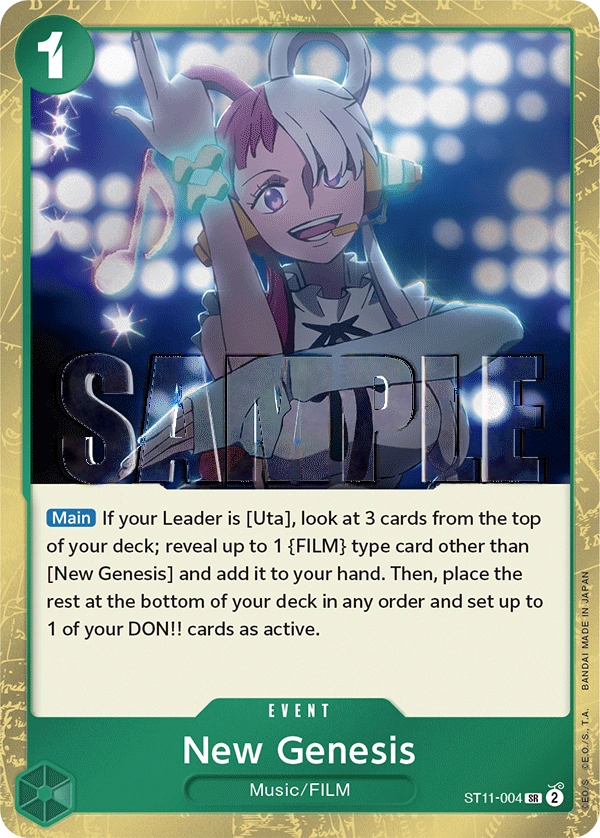 1
SAMPLE
Main If your Leader is [Uta], look at 3 cards from the top
of your deck; reveal up to 1 {FILM} type card other than
[New Genesis] and add it to your hand. Then, place the
rest at the bottom of your deck in any order and set up to
1 of your DON!! cards as active.
EVENT
New Genesis
Music/FILM
ST11-004 SR 2
©E.O./S. ©E.O./S., T.A. BANDAI MADE IN JAPAN